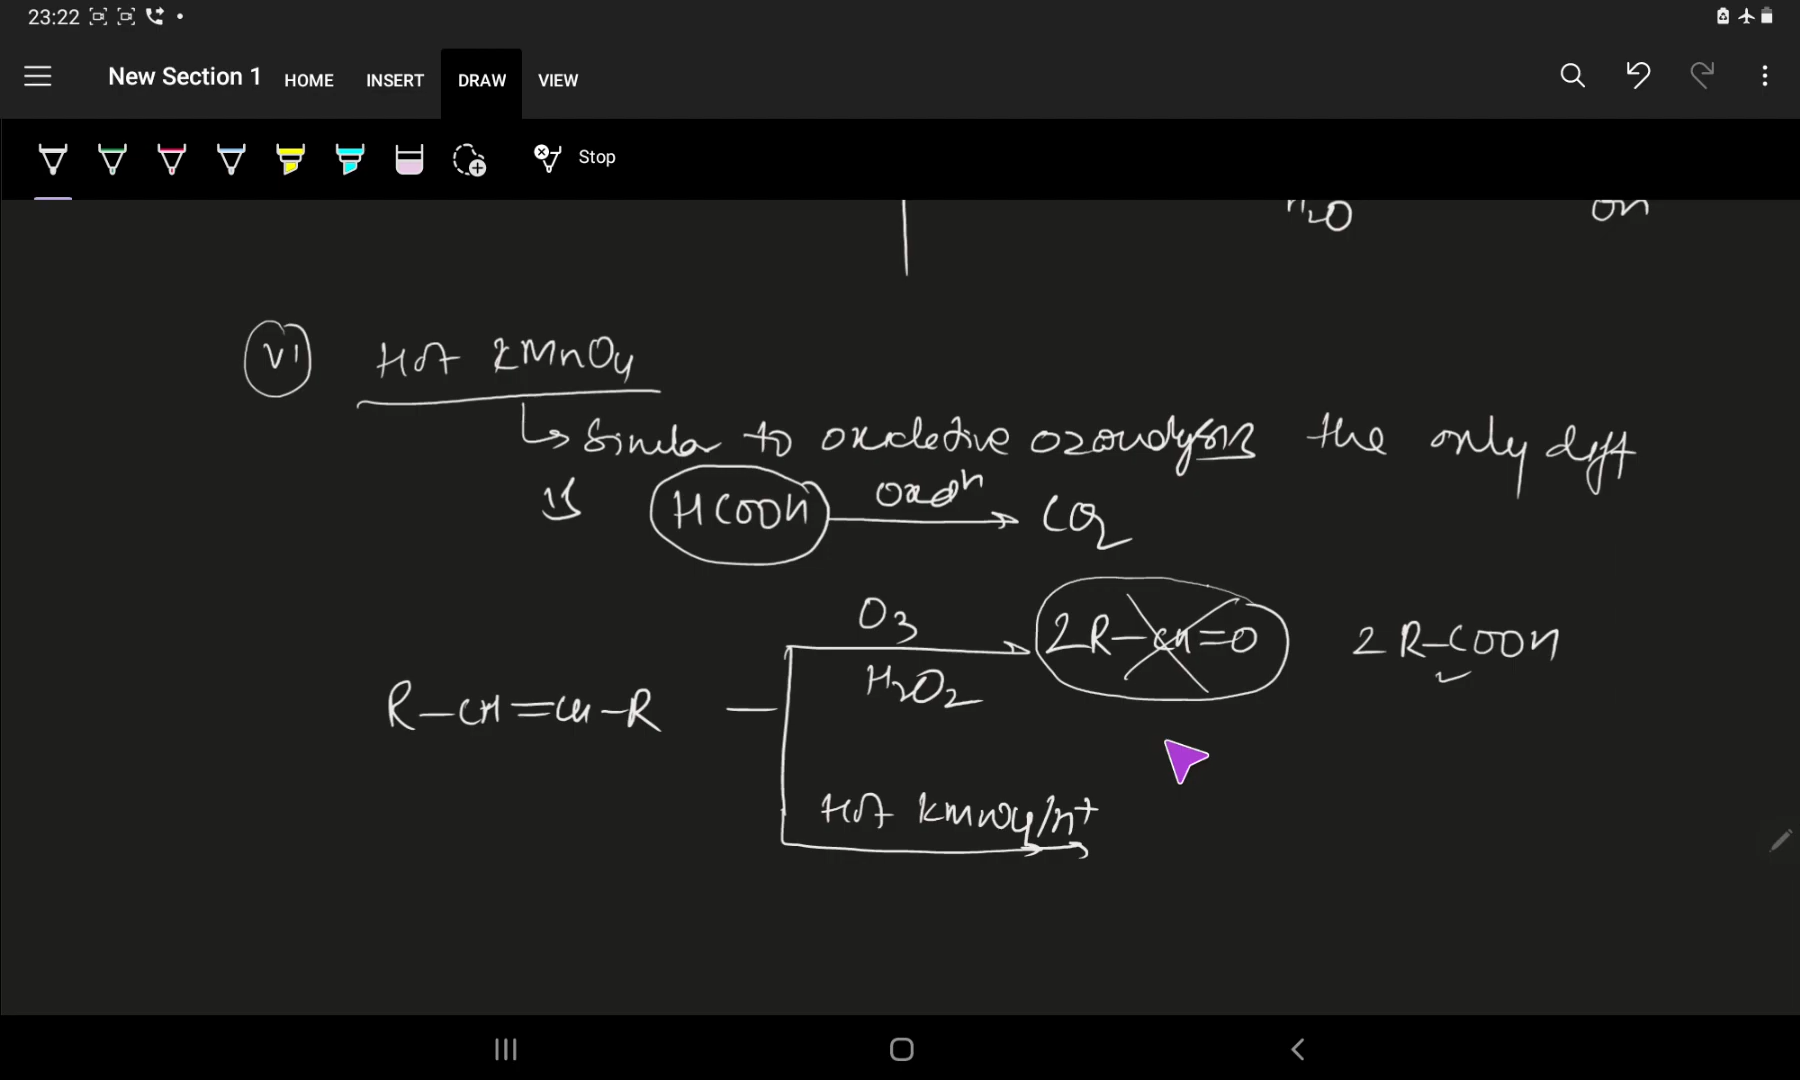 23:22
New Section 1 HOME INSERT DRAW VIEW
Stop
H₂O OH
VI Hot KMnO₄
↳ Similar to oxidative ozonolysis the only diff
is HCOOH oxdn → CO₂
O₃
2R-CH=O 2R-COOH
H₂O₂
R-CH=CH-R
Hot KMnO₄/H⁺